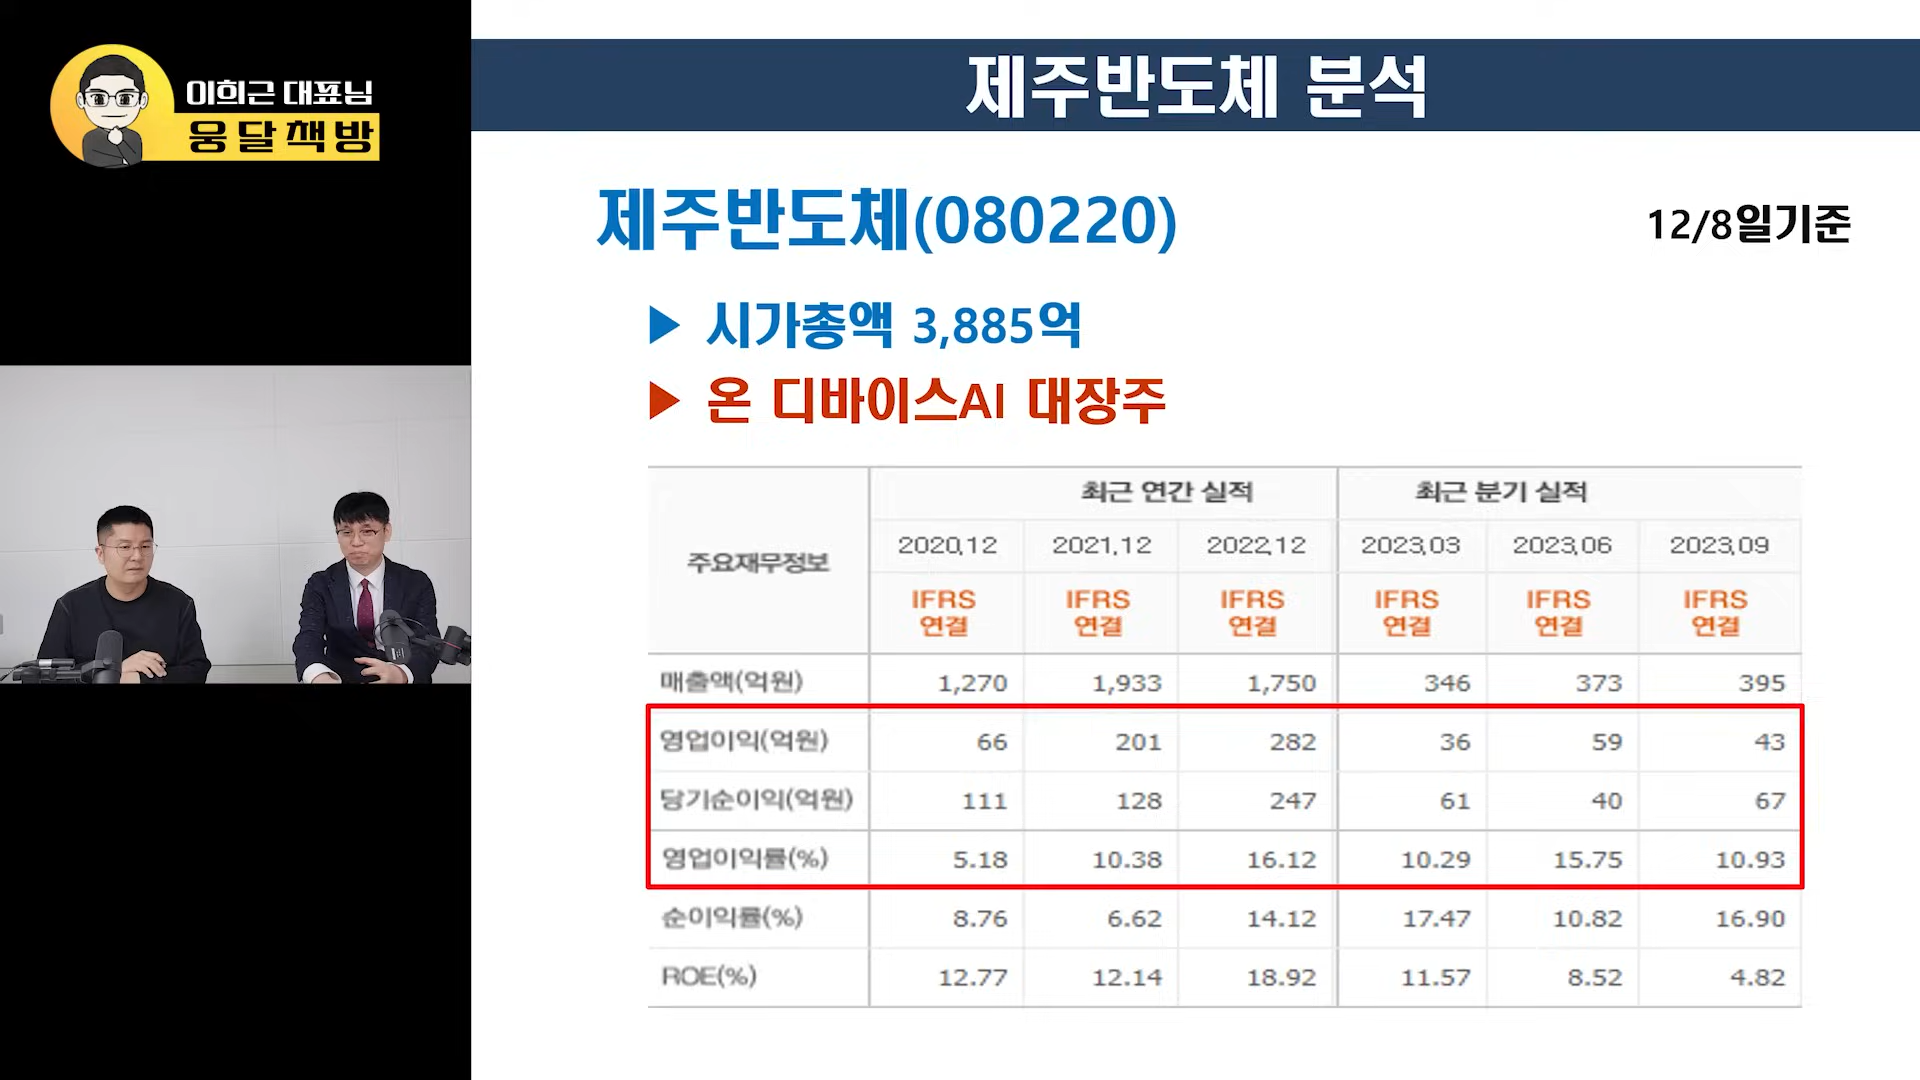 이희근 대표님
웅달책방
제주반도체 분석
제주반도체(080220)
12/8일기준
▶ 시가총액 3,885억
▶ 온 디바이스AI 대장주
주요재무정보 최근 연간 실적 최근 분기 실적
2020.12 2021.12 2022.12 2023.03 2023.06 2023.09
IFRS 연결 IFRS 연결 IFRS 연결 IFRS 연결 IFRS 연결 IFRS 연결
매출액(억원) 1,270 1,933 1,750 346 373 395
영업이익(억원) 66 201 282 36 59 43
당기순이익(억원) 111 128 247 61 40 67
영업이익률(%) 5.18 10.38 16.12 10.29 15.75 10.93
순이익률(%) 8.76 6.62 14.12 17.47 10.82 16.90
ROE(%) 12.77 12.14 18.92 11.57 8.52 4.82